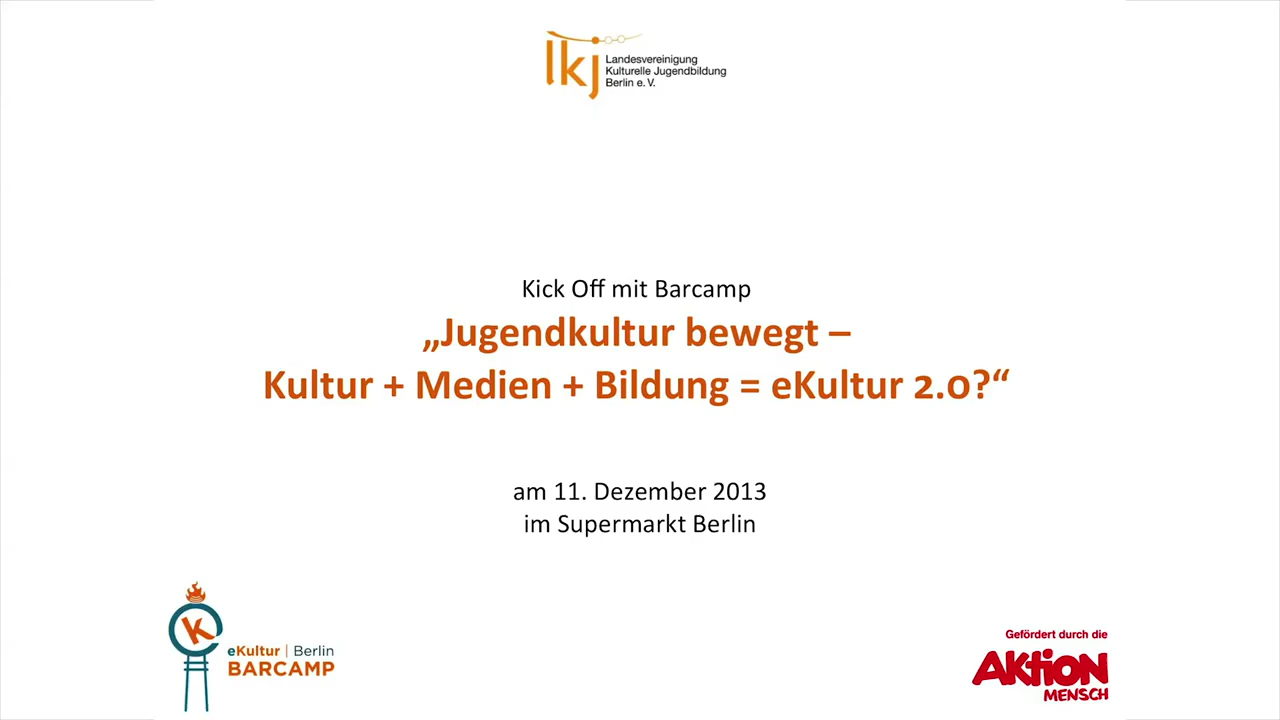 lkj
Landesvereinigung
Kulturelle Jugendbildung
Berlin e. V.
Kick Off mit Barcamp
„Jugendkultur bewegt –
Kultur + Medien + Bildung = eKultur 2.0?“
am 11. Dezember 2013
im Supermarkt Berlin
K
eKultur | Berlin
BARCAMP
Gefördert durch die
AKTION
MENSCH